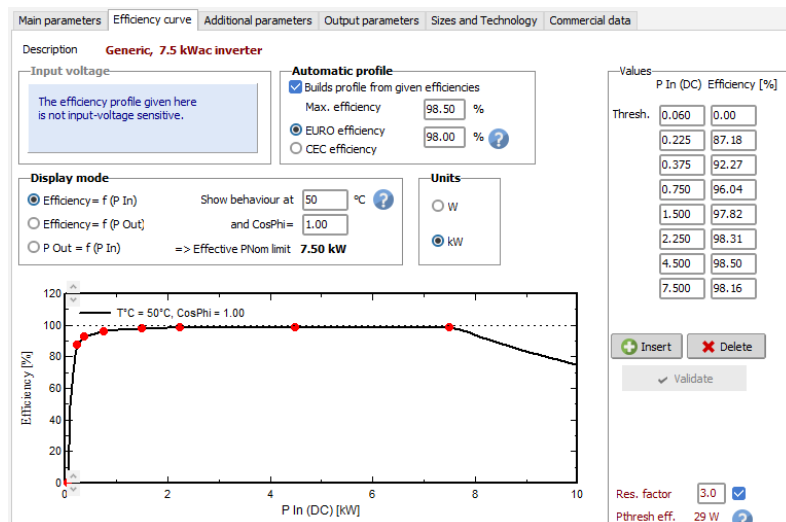 Main parameters Efficiency curve Additional parameters Output parameters Sizes and Technology Commercial data
Description Generic, 7.5 kWac inverter
Input voltage
The efficiency profile given here
is not input-voltage sensitive.
Automatic profile
Builds profile from given efficiencies
Max. efficiency 98.50 %
EURO efficiency 98.00 % ?
CEC efficiency
Display mode
Efficiency= f (P In) Show behaviour at 50 °C ?
Efficiency= f (P Out) and CosPhi= 1.00
P Out = f (P In) => Effective PNom limit 7.50 kW
Units
W
kW
Values
P In (DC) Efficiency [%]
Thresh. 0.060 0.00
0.225 87.18
0.375 92.27
0.750 96.04
1.500 97.82
2.250 98.31
4.500 98.50
7.500 98.16
Insert Delete
Validate
Res. factor 3.0
Pthresh eff. 29 W ?
T°C = 50°C, CosPhi = 1.00
Efficiency [%]
120
100
80
60
40
20
0
0 2 4 6 8 10
P In (DC) [kW]